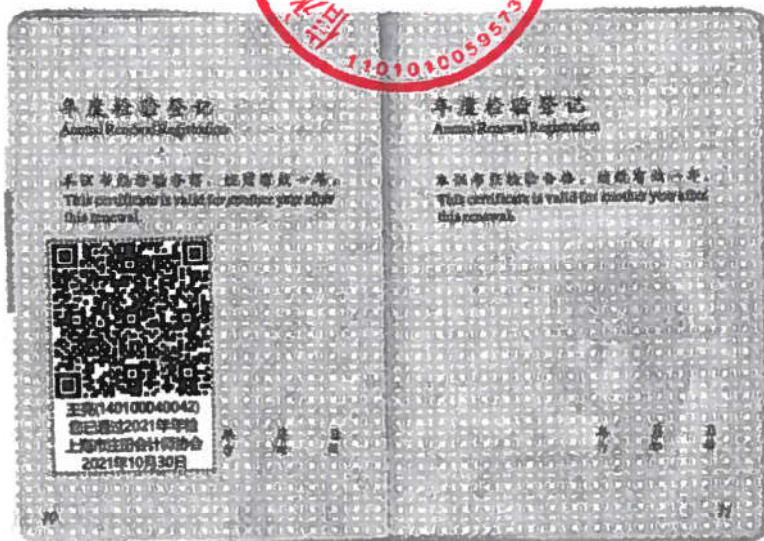 1101010059573
年度检验登记
Annual Renewal Registration
本证书经检验合格，继续有效一年。
This certificate is valid for another year after
this renewal.
王亮(140100040042)
您已通过2021年年检
上海市注册会计师协会
2021年10月30日
年 月 日
10
年度检验登记
Annual Renewal Registration
本证书经检验合格，继续有效一年。
This certificate is valid for another year after
this renewal.
年 月 日
11